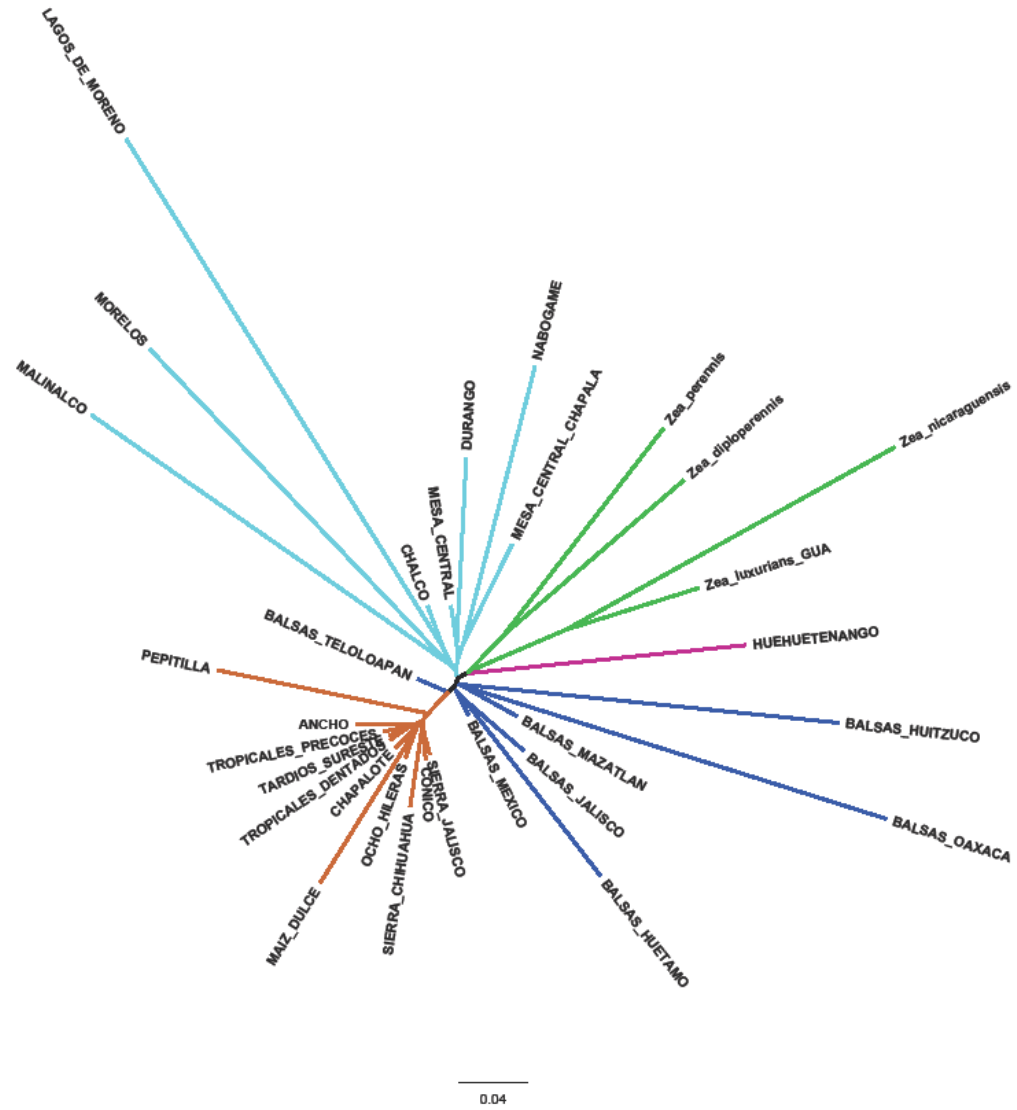 LAGOS_DE_MORENO
MORELOS
MALINALCO
NABOGAME
DURANGO
MESA_CENTRAL_CHAPALA
MESA_CENTRAL
CHALCO
Zea_perennis
Zea_diploperennis
Zea_nicaraguensis
Zea_luxurians_GUA
HUEHUETENANGO
BALSAS_TELOLOAPAN
PEPITILLA
ANCHO
TROPICALES_PRECOCES
TARDIOS_SURESTE
TROPICALES_DENTADOS
CHAPALOTE
OCHO_HILERAS
MAIZ_DULCE
SIERRA_CHIHUAHUA
CONICO
SIERRA_JALISCO
BALSAS_MEXICO
BALSAS_MAZATLAN
BALSAS_JALISCO
BALSAS_HUITZUCO
BALSAS_OAXACA
BALSAS_HUETAMO
0.04